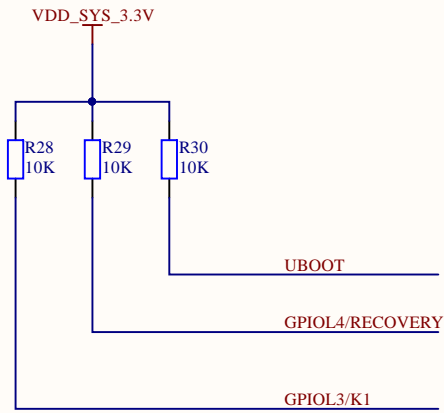 VDD_SYS_3.3V
R28
10K
R29
10K
R30
10K
UBOOT
GPIOL4/RECOVERY
GPIOL3/K1